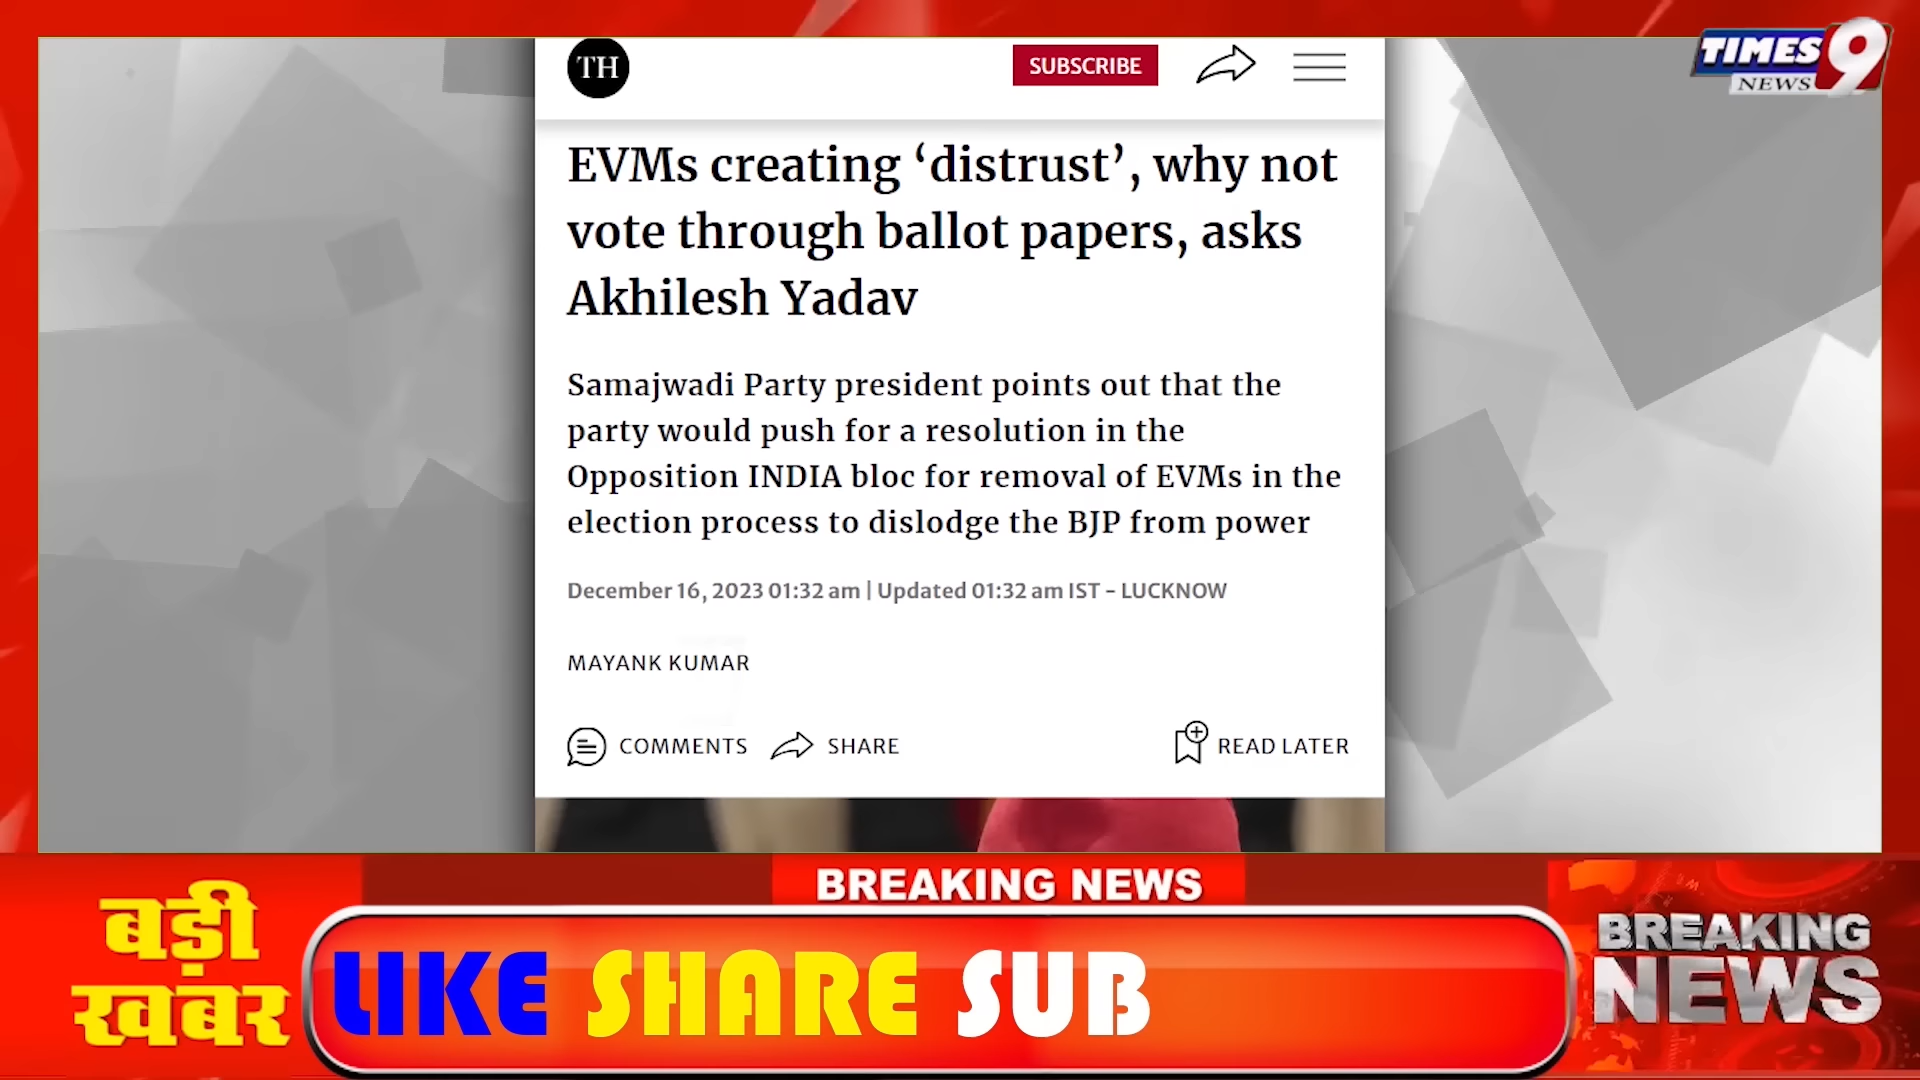 TH
SUBSCRIBE
TIMES 9
NEWS
EVMs creating ‘distrust’, why not
vote through ballot papers, asks
Akhilesh Yadav
Samajwadi Party president points out that the
party would push for a resolution in the
Opposition INDIA bloc for removal of EVMs in the
election process to dislodge the BJP from power
December 16, 2023 01:32 am | Updated 01:32 am IST - LUCKNOW
MAYANK KUMAR
COMMENTS SHARE READ LATER
BREAKING NEWS
बड़ी
खबर
LIKE SHARE SUB
BREAKING
NEWS